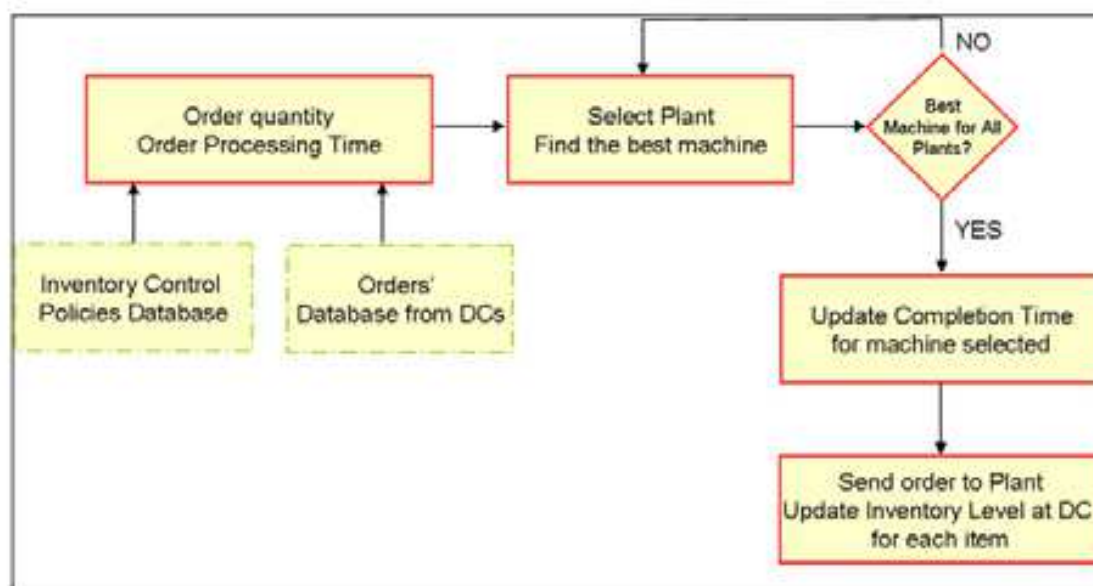 NO
Order quantity
Order Processing Time
Select Plant
Find the best machine
Best
Machine for All
Plants?
YES
Inventory Control
Policies Database
Orders'
Database from DCs
Update Completion Time
for machine selected
Send order to Plant
Update Inventory Level at DC
for each item